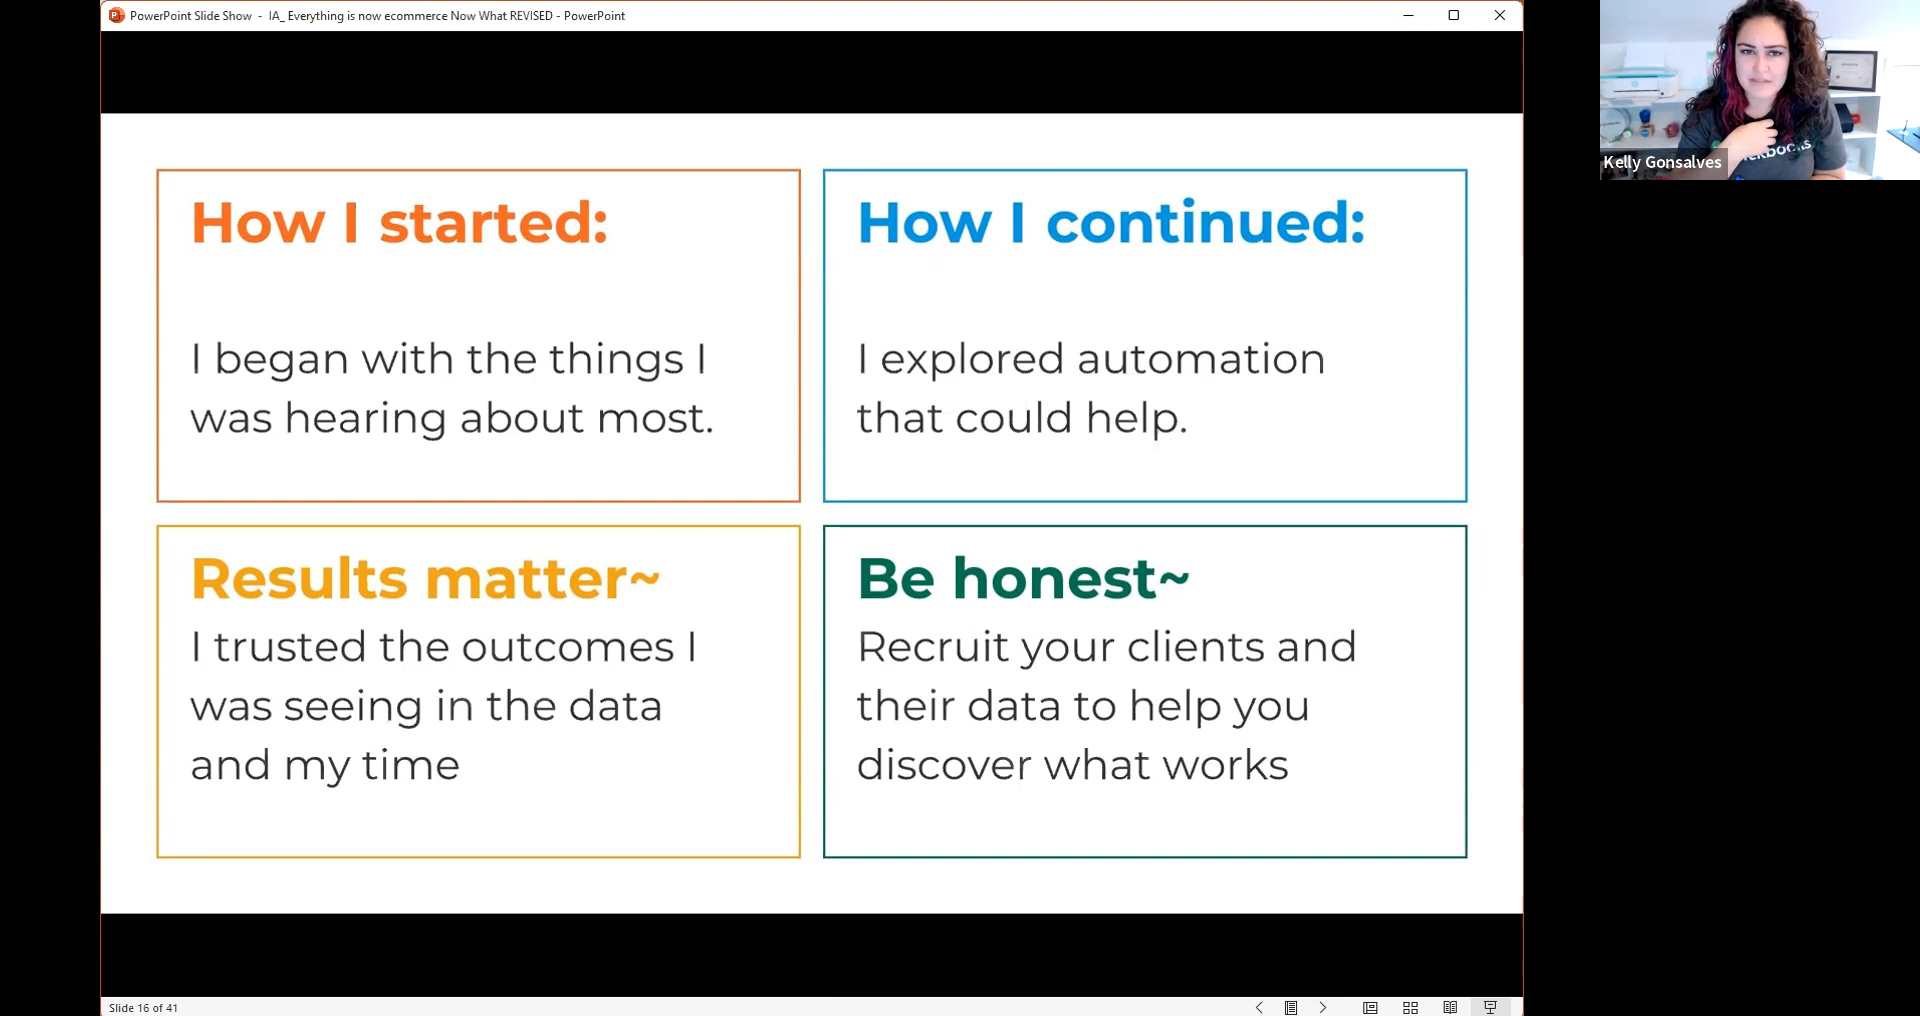 PowerPoint Slide Show - IA_ Everything is now ecommerce Now What REVISED - PowerPoint
Kelly Gonsalves
How I started:
I began with the things I
was hearing about most.
How I continued:
I explored automation
that could help.
Results matter~
I trusted the outcomes I
was seeing in the data
and my time
Be honest~
Recruit your clients and
their data to help you
discover what works
Slide 16 of 41